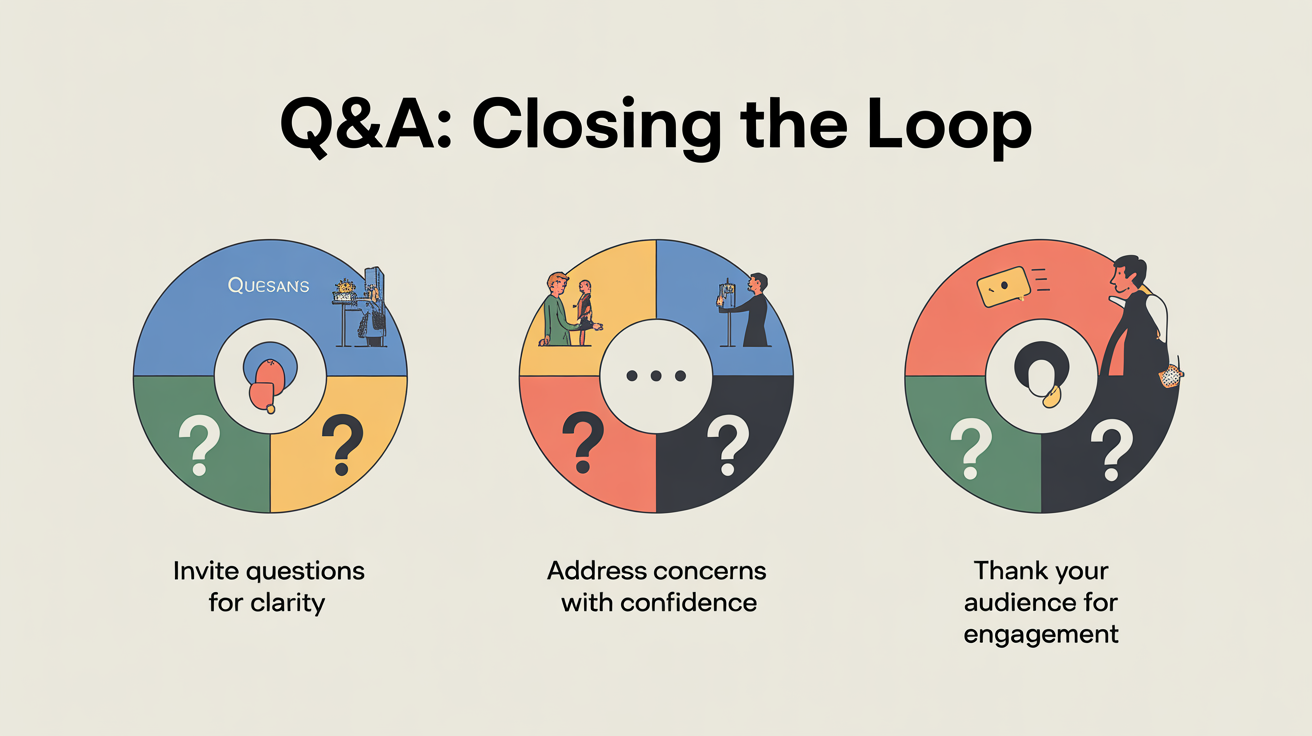 Q&A: Closing the Loop
QUESANS
?
?
?
?
?
?
Invite questions
for clarity
Address concerns
with confidence
Thank your
audience for
engagement